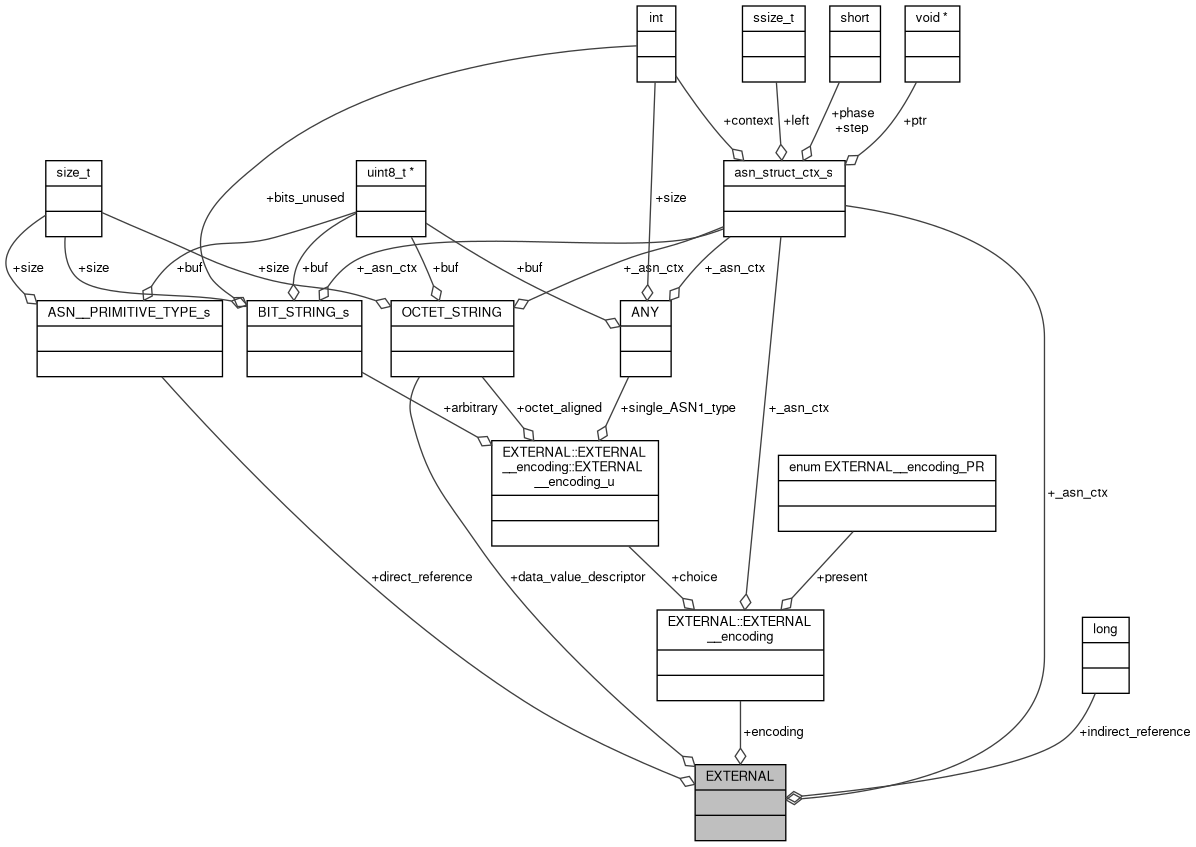 int
ssize_t
short
void *
+context
+left
+phase
+step
+ptr
size_t
uint8_t *
asn_struct_ctx_s
+bits_unused
+size
+size
+size
+buf
+size
+buf
+_asn_ctx
+buf
+buf
+_asn_ctx
+_asn_ctx
ASN__PRIMITIVE_TYPE_s
BIT_STRING_s
OCTET_STRING
ANY
+arbitrary
+octet_aligned
+single_ASN1_type
+_asn_ctx
EXTERNAL::EXTERNAL
__encoding::EXTERNAL
__encoding_u
enum EXTERNAL__encoding_PR
+_asn_ctx
+direct_reference
+data_value_descriptor
+choice
+present
EXTERNAL::EXTERNAL
__encoding
long
+encoding
+indirect_reference
EXTERNAL